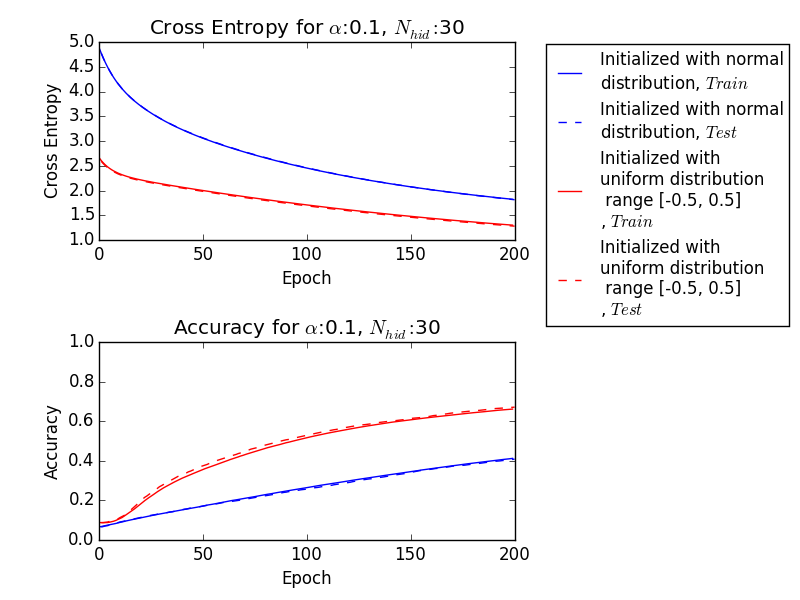 Cross Entropy for α:0.1, N_hid:30
Cross Entropy
5.0
4.5
4.0
3.5
3.0
2.5
2.0
1.5
1.0
0 50 100 150 200
Epoch
Initialized with normal
distribution, Train
Initialized with normal
distribution, Test
Initialized with
uniform distribution
range [-0.5, 0.5]
, Train
Initialized with
uniform distribution
range [-0.5, 0.5]
, Test
Accuracy for α:0.1, N_hid:30
Accuracy
1.0
0.8
0.6
0.4
0.2
0.0
0 50 100 150 200
Epoch